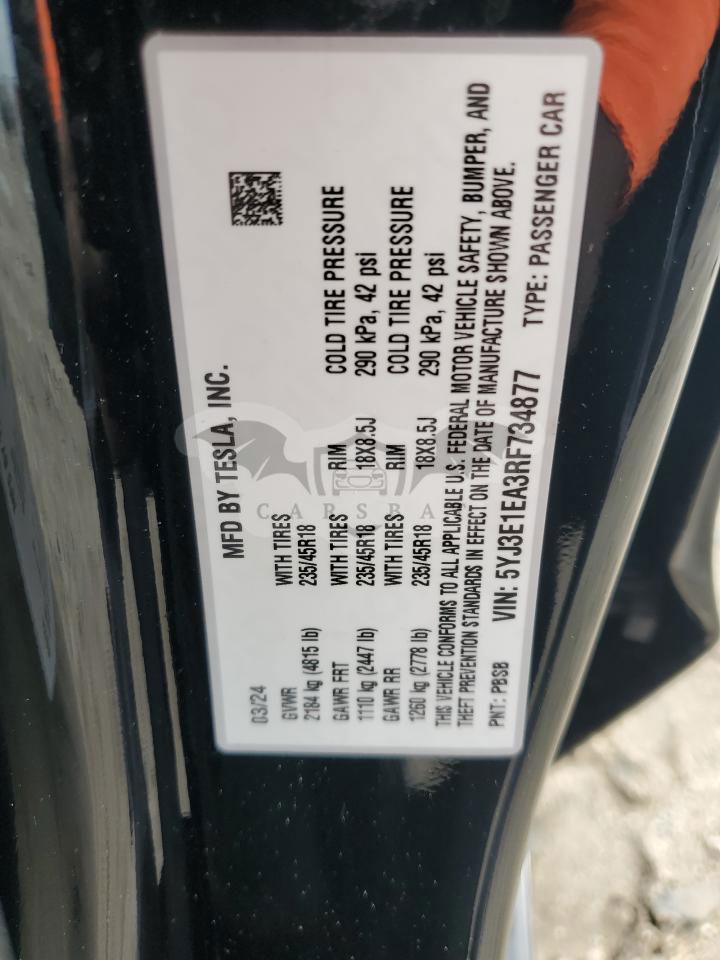 MFD BY TESLA, INC.
03/24
GVWR WITH TIRES
2184 kg (4815 lb) 235/45R18
GAWR FRT WITH TIRES RIM COLD TIRE PRESSURE
1110 kg (2447 lb) 235/45R18 18X8.5J 290 kPa, 42 psi
GAWR RR WITH TIRES RIM COLD TIRE PRESSURE
1260 kg (2778 lb) 235/45R18 18X8.5J 290 kPa, 42 psi
THIS VEHICLE CONFORMS TO ALL APPLICABLE U.S. FEDERAL MOTOR VEHICLE SAFETY, BUMPER, AND
THEFT PREVENTION STANDARDS IN EFFECT ON THE DATE OF MANUFACTURE SHOWN ABOVE.
PNT: PBSB VIN: 5YJ3E1EA3RF734877 TYPE: PASSENGER CAR